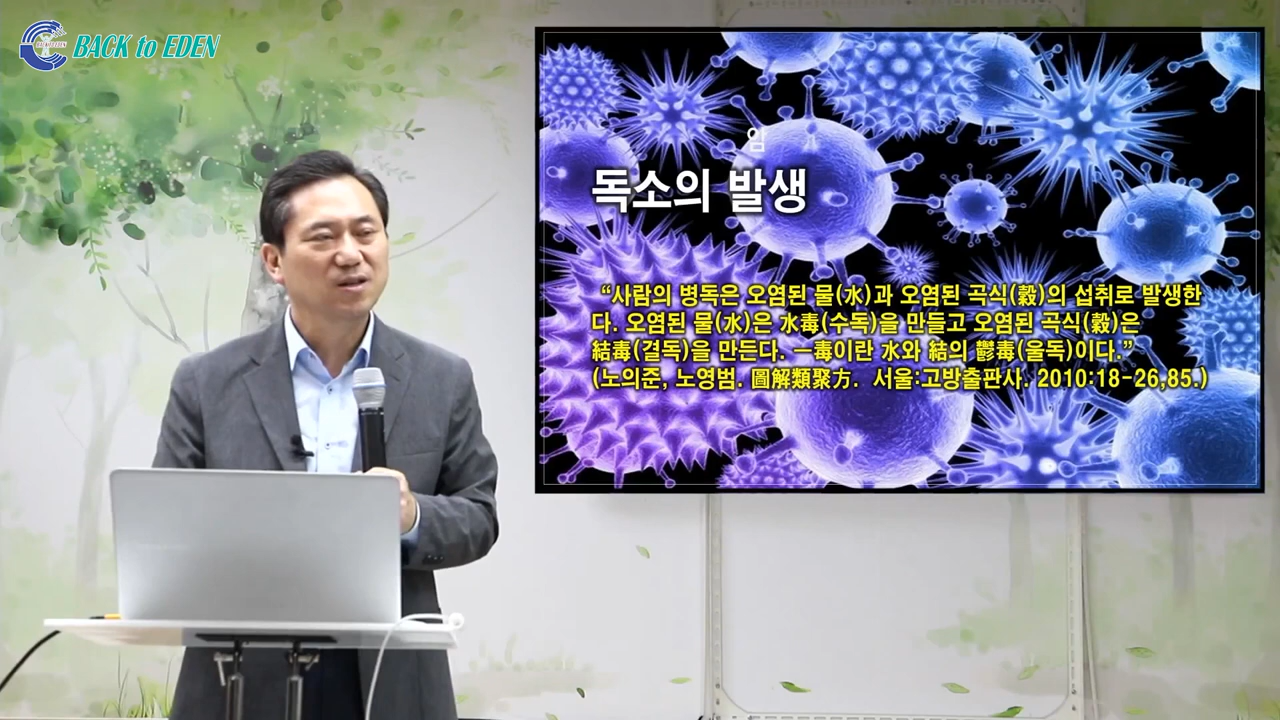 BACK to EDEN
암
독소의 발생
“사람의 병독은 오염된 물(水)과 오염된 곡식(穀)의 섭취로 발생한
다. 오염된 물(水)은 水毒(수독)을 만들고 오염된 곡식(穀)은
結毒(결독)을 만든다. 一毒이란 水와 結의 鬱毒(울독)이다.”
(노의준, 노영범. 圖解類聚方. 서울:고방출판사. 2010:18-26,85.)